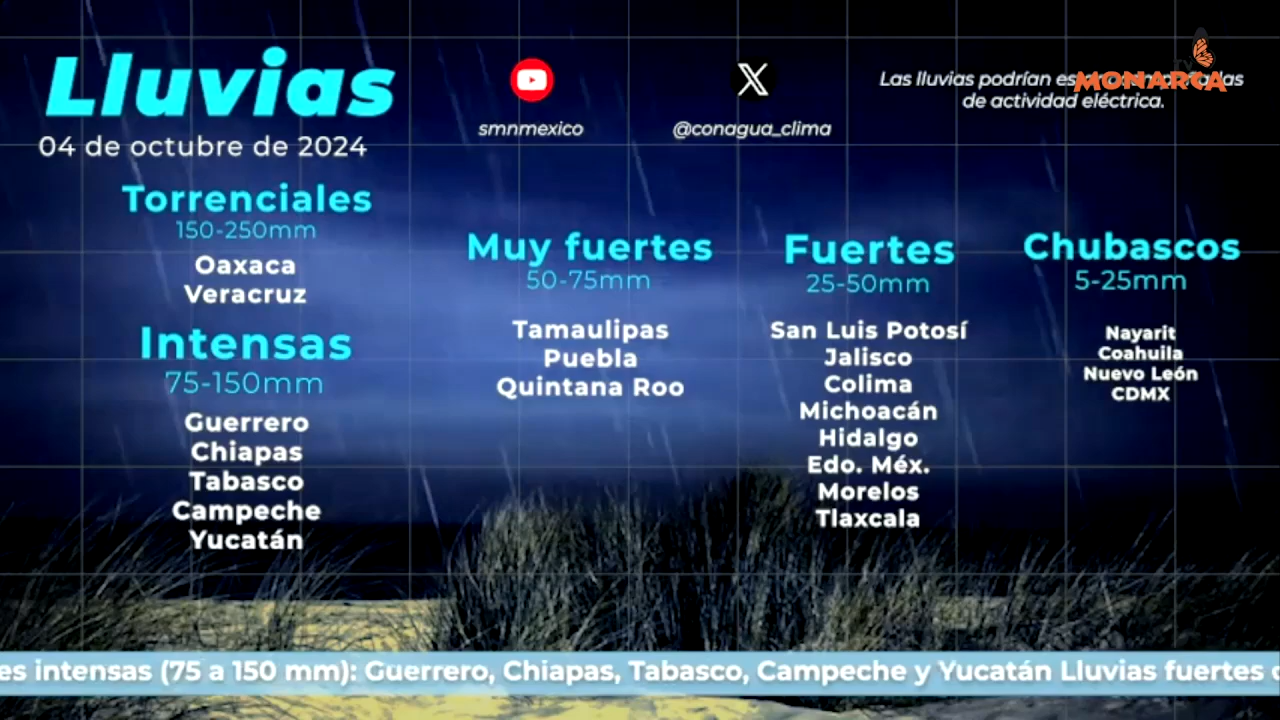 Lluvias
04 de octubre de 2024
smnmexico
@conagua_clima
Las lluvias podrían
de actividad eléctrica.
TV
MONARCA
Torrenciales
150-250mm
Oaxaca
Veracruz
Intensas
75-150mm
Guerrero
Chiapas
Tabasco
Campeche
Yucatán
Muy fuertes
50-75mm
Tamaulipas
Puebla
Quintana Roo
Fuertes
25-50mm
San Luis Potosí
Jalisco
Colima
Michoacán
Hidalgo
Edo. Méx.
Morelos
Tlaxcala
Chubascos
5-25mm
Nayarit
Coahuila
Nuevo León
CDMX
es intensas (75 a 150 mm): Guerrero, Chiapas, Tabasco, Campeche y Yucatán Lluvias fuertes